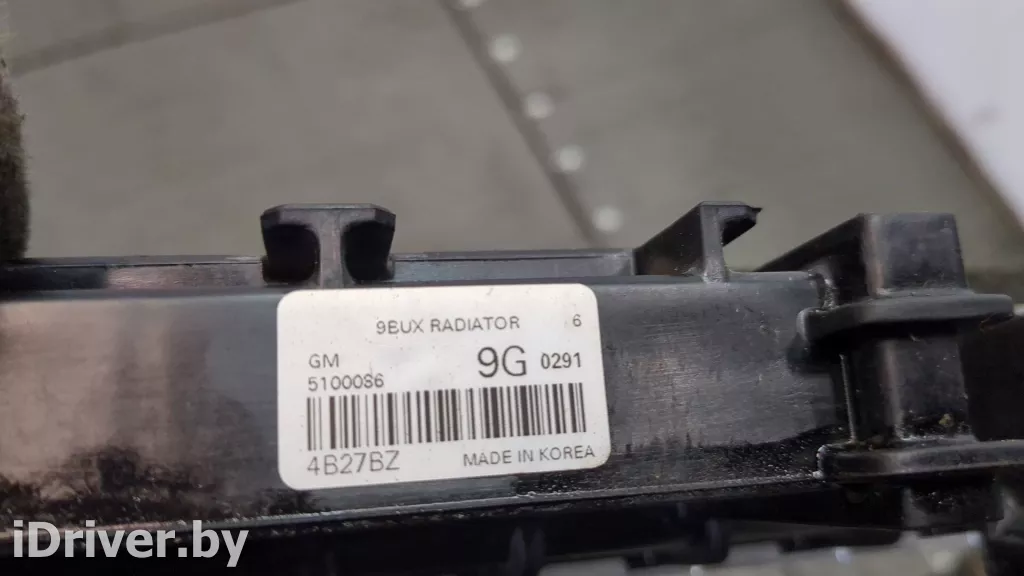 9BUX RADIATOR 6
GM 9G 0291
5100086
4B27BZ MADE IN KOREA
iDriver.by